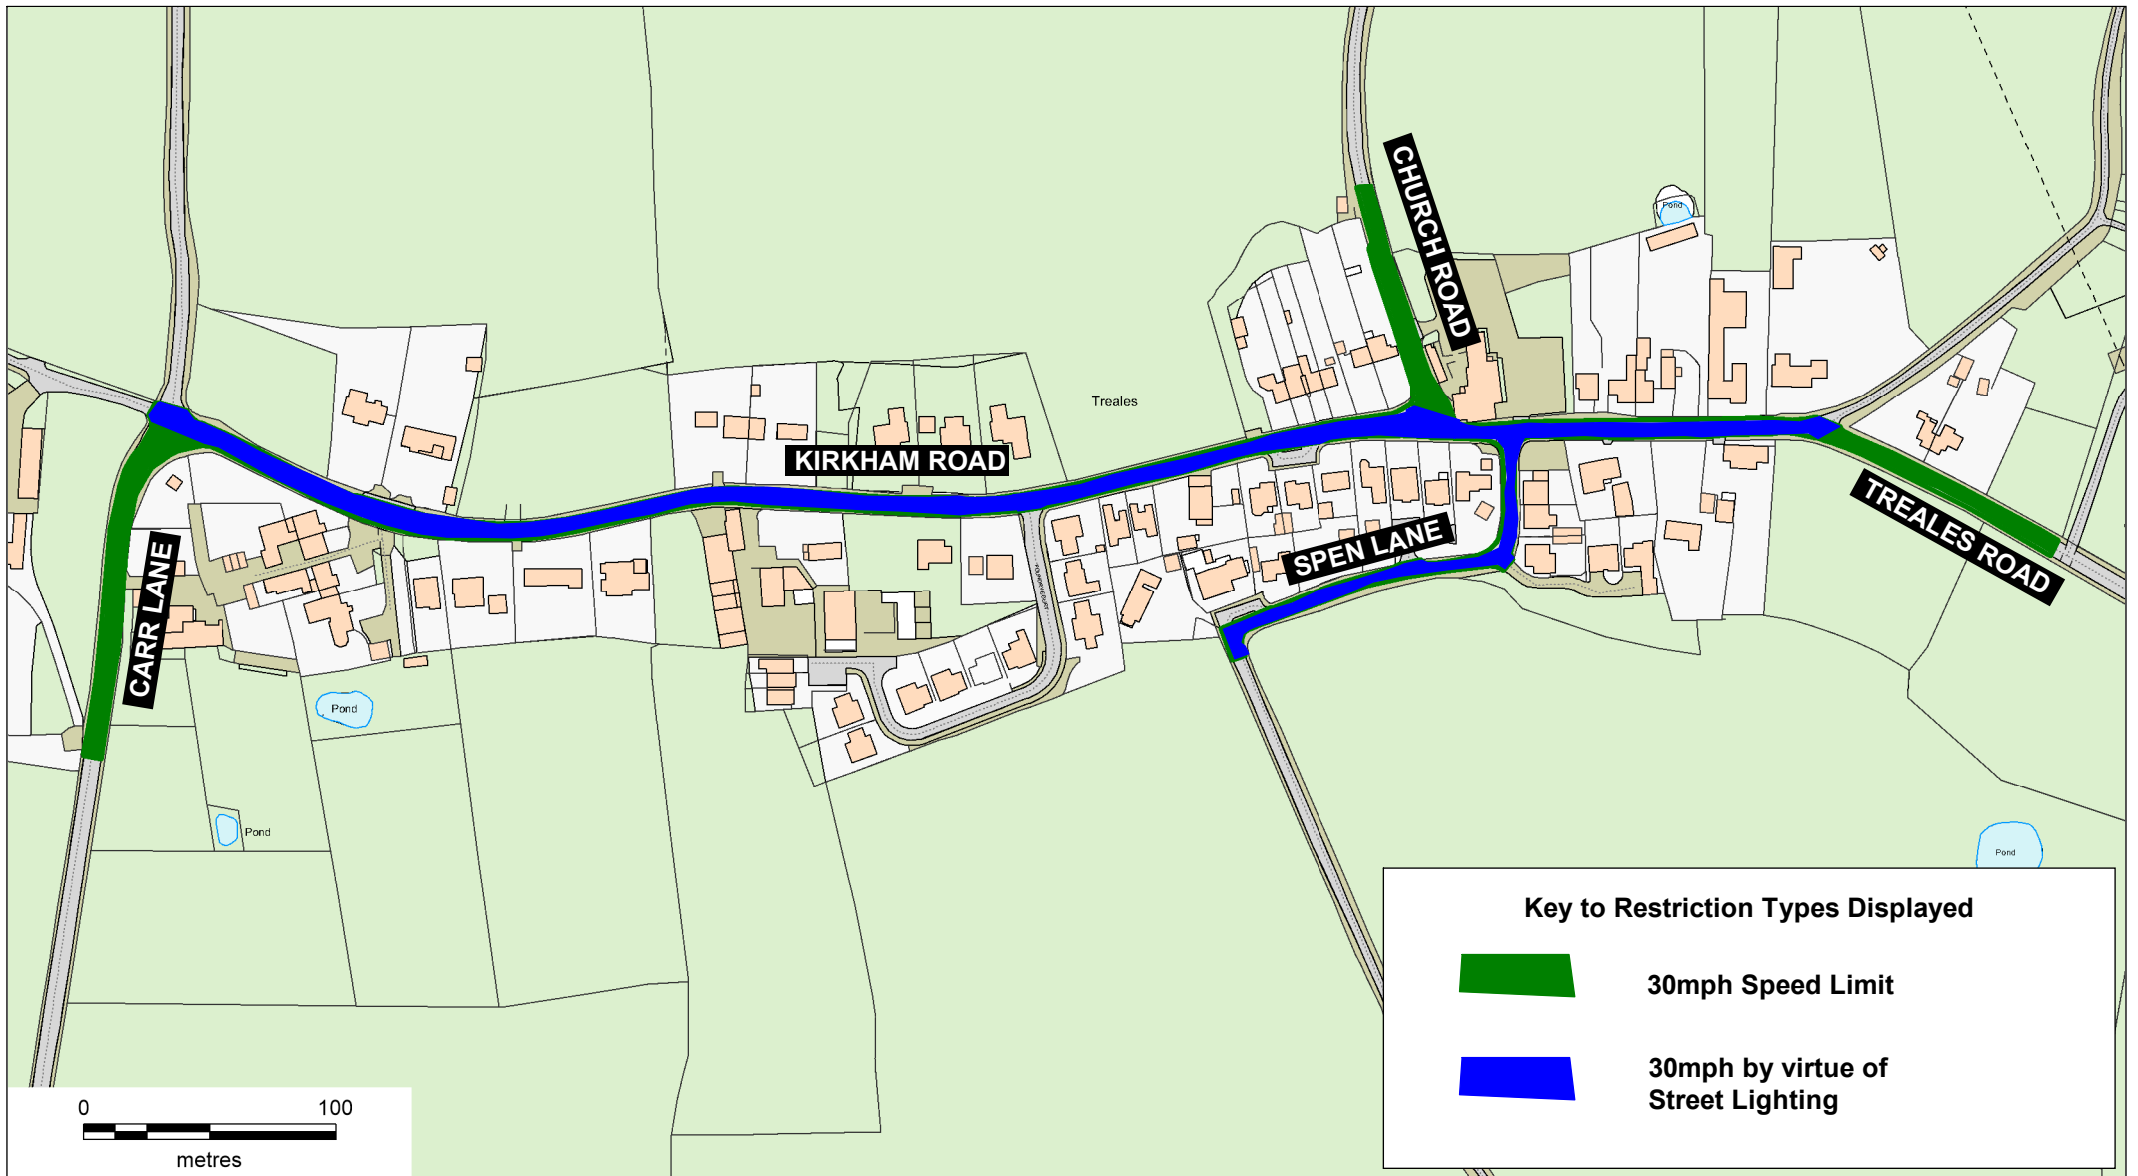 CHURCH ROAD
Pond
Treales
KIRKHAM ROAD
TREALES ROAD
SPEN LANE
CARR LANE
Pond
Pond
Pond
Key to Restriction Types Displayed
30mph Speed Limit
30mph by virtue of
Street Lighting
0 100
metres